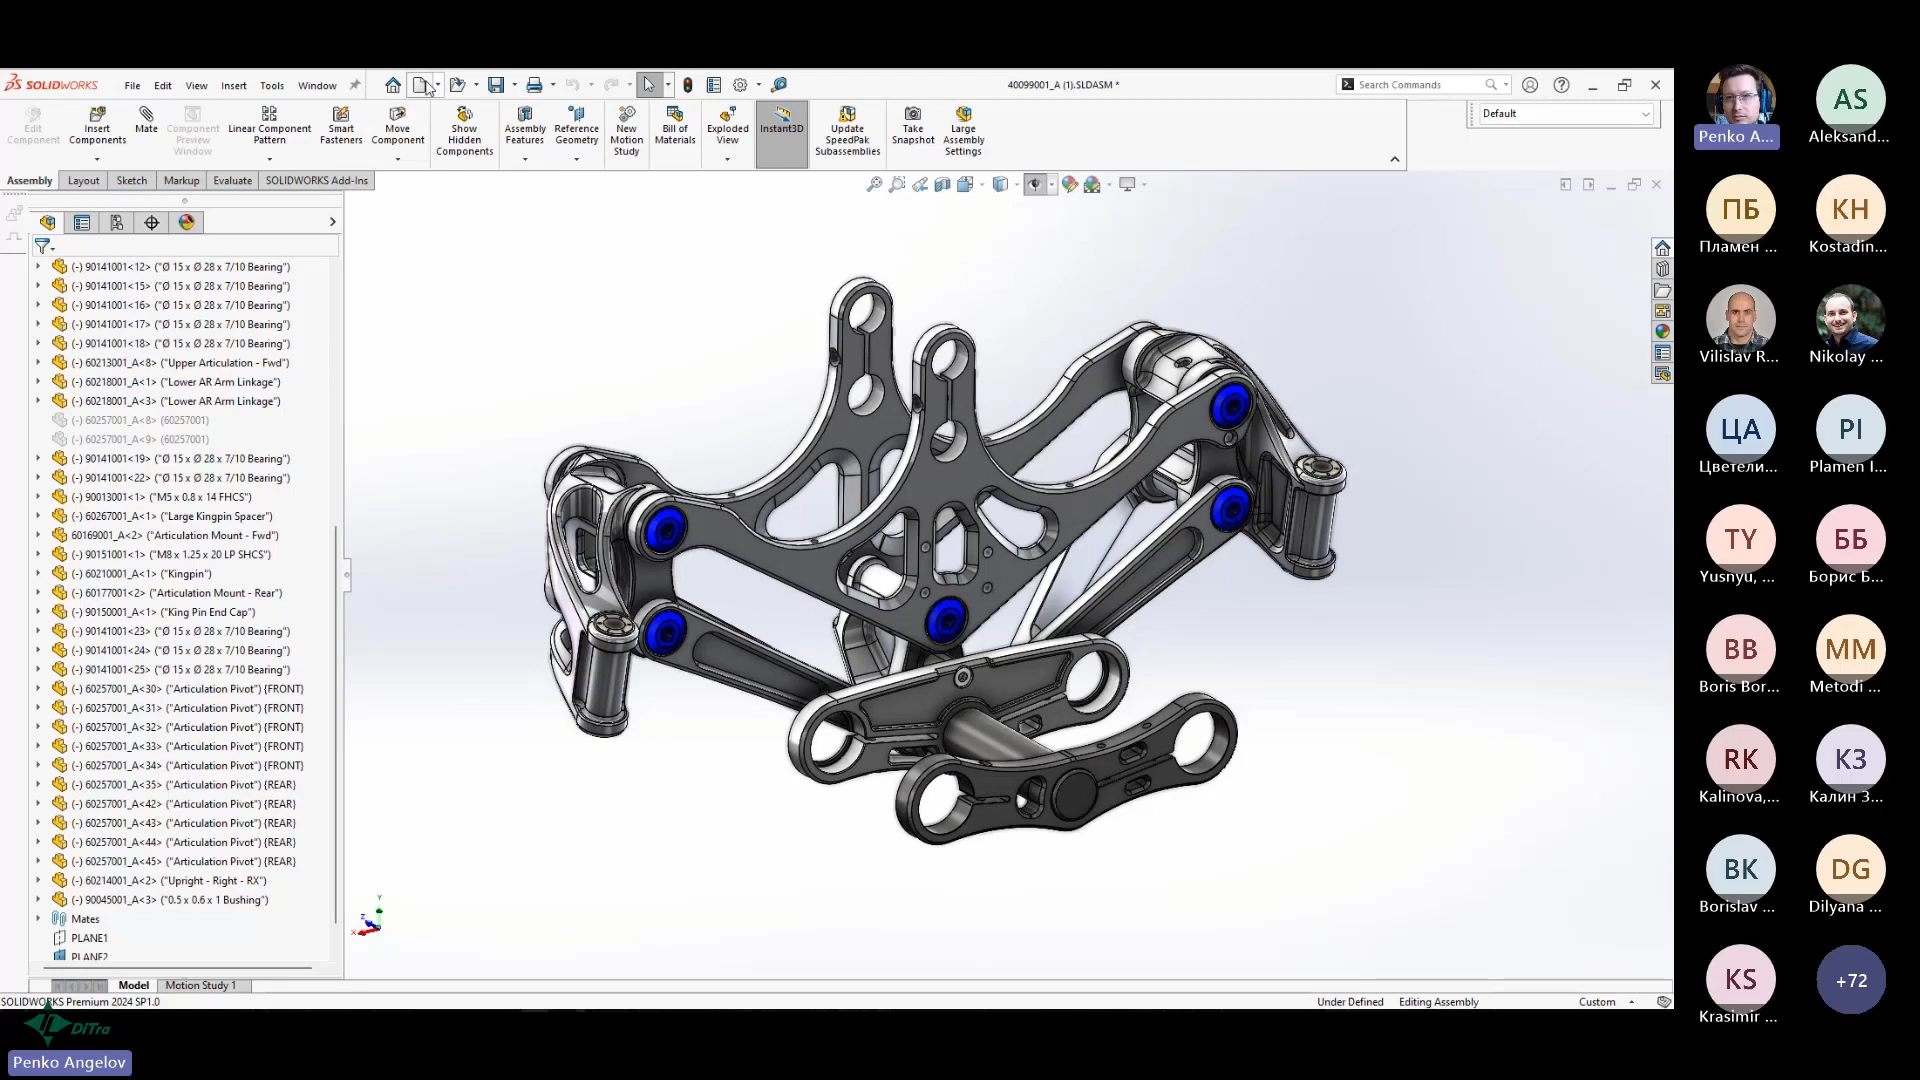 SOLIDWORKS
File Edit View Insert Tools Window
40099001_A (1).SLDASM *
Search Commands
Edit Component
Insert Components
Mate
Component Preview Window
Linear Component Pattern
Smart Fasteners
Move Component
Show Hidden Components
Assembly Features
Reference Geometry
New Motion Study
Bill of Materials
Exploded View
Instant3D
Update SpeedPak Subassemblies
Take Snapshot
Large Assembly Settings
Default
Assembly Layout Sketch Markup Evaluate SOLIDWORKS Add-Ins
(-) 90141001<12> ("Ø 15 x Ø 28 x 7/10 Bearing")
(-) 90141001<15> ("Ø 15 x Ø 28 x 7/10 Bearing")
(-) 90141001<16> ("Ø 15 x Ø 28 x 7/10 Bearing")
(-) 90141001<17> ("Ø 15 x Ø 28 x 7/10 Bearing")
(-) 90141001<18> ("Ø 15 x Ø 28 x 7/10 Bearing")
(-) 60213001_A<8> ("Upper Articulation - Fwd")
(-) 60218001_A<1> ("Lower AR Arm Linkage")
(-) 60218001_A<3> ("Lower AR Arm Linkage")
(-) 60257001_A<8> (60257001)
(-) 60257001_A<9> (60257001)
(-) 90141001<19> ("Ø 15 x Ø 28 x 7/10 Bearing")
(-) 90141001<22> ("Ø 15 x Ø 28 x 7/10 Bearing")
(-) 90013001<1> ("M5 x 0.8 x 14 FHCS")
(-) 60267001_A<1> ("Large Kingpin Spacer")
60169001_A<2> ("Articulation Mount - Fwd")
(-) 90151001<1> ("M8 x 1.25 x 20 LP SHCS")
(-) 60210001_A<1> ("Kingpin")
(-) 60177001<2> ("Articulation Mount - Rear")
(-) 90150001_A<1> ("King Pin End Cap")
(-) 90141001<23> ("Ø 15 x Ø 28 x 7/10 Bearing")
(-) 90141001<24> ("Ø 15 x Ø 28 x 7/10 Bearing")
(-) 90141001<25> ("Ø 15 x Ø 28 x 7/10 Bearing")
(-) 60257001_A<30> ("Articulation Pivot") {FRONT}
(-) 60257001_A<31> ("Articulation Pivot") {FRONT}
(-) 60257001_A<32> ("Articulation Pivot") {FRONT}
(-) 60257001_A<33> ("Articulation Pivot") {FRONT}
(-) 60257001_A<34> ("Articulation Pivot") {FRONT}
(-) 60257001_A<35> ("Articulation Pivot") {REAR}
(-) 60257001_A<42> ("Articulation Pivot") {REAR}
(-) 60257001_A<43> ("Articulation Pivot") {REAR}
(-) 60257001_A<44> ("Articulation Pivot") {REAR}
(-) 60257001_A<45> ("Articulation Pivot") {REAR}
(-) 60214001_A<2> ("Upright - Right - RX")
(-) 90045001_A<3> ("0.5 x 0.6 x 1 Bushing")
Mates
PLANE1
PLANE2
Y
Z
X
Model Motion Study 1
SOLIDWORKS Premium 2024 SP1.0
Under Defined Editing Assembly Custom
DiTra
Penko Angelov
Penko A...
AS
Aleksand...
ПБ
Пламен ...
KH
Kostadin...
Vilislav R...
Nikolay ...
ЦА
Цветели...
PI
Plamen I...
TY
Yusnyu, ...
ББ
Борис Б...
BB
Boris Bor...
MM
Metodi ...
RK
Kalinova,...
КЗ
Калин З...
BK
Borislav ...
DG
Dilyana ...
KS
Krasimir ...
+72